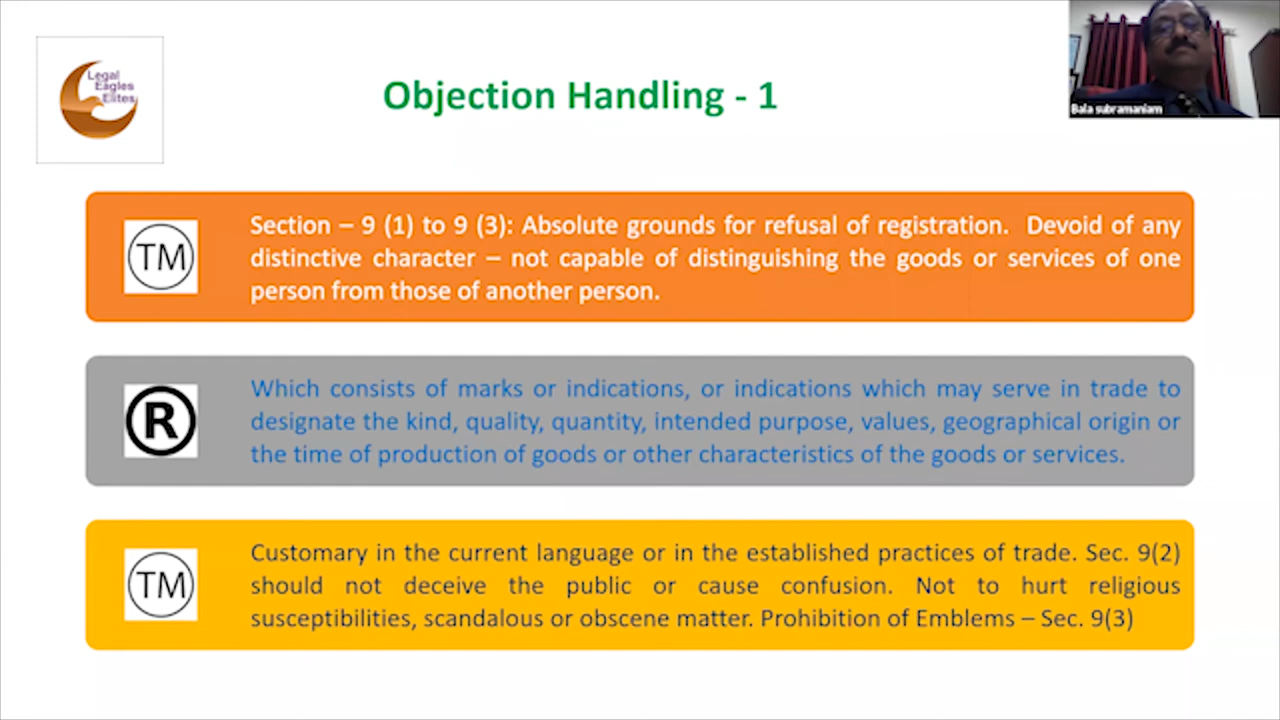 Legal
Eagles
Elites
Objection Handling - 1
Bala subramaniam
TM
Section – 9 (1) to 9 (3): Absolute grounds for refusal of registration. Devoid of any
distinctive character – not capable of distinguishing the goods or services of one
person from those of another person.
R
Which consists of marks or indications, or indications which may serve in trade to
designate the kind, quality, quantity, intended purpose, values, geographical origin or
the time of production of goods or other characteristics of the goods or services.
TM
Customary in the current language or in the established practices of trade. Sec. 9(2)
should not deceive the public or cause confusion. Not to hurt religious
susceptibilities, scandalous or obscene matter. Prohibition of Emblems – Sec. 9(3)